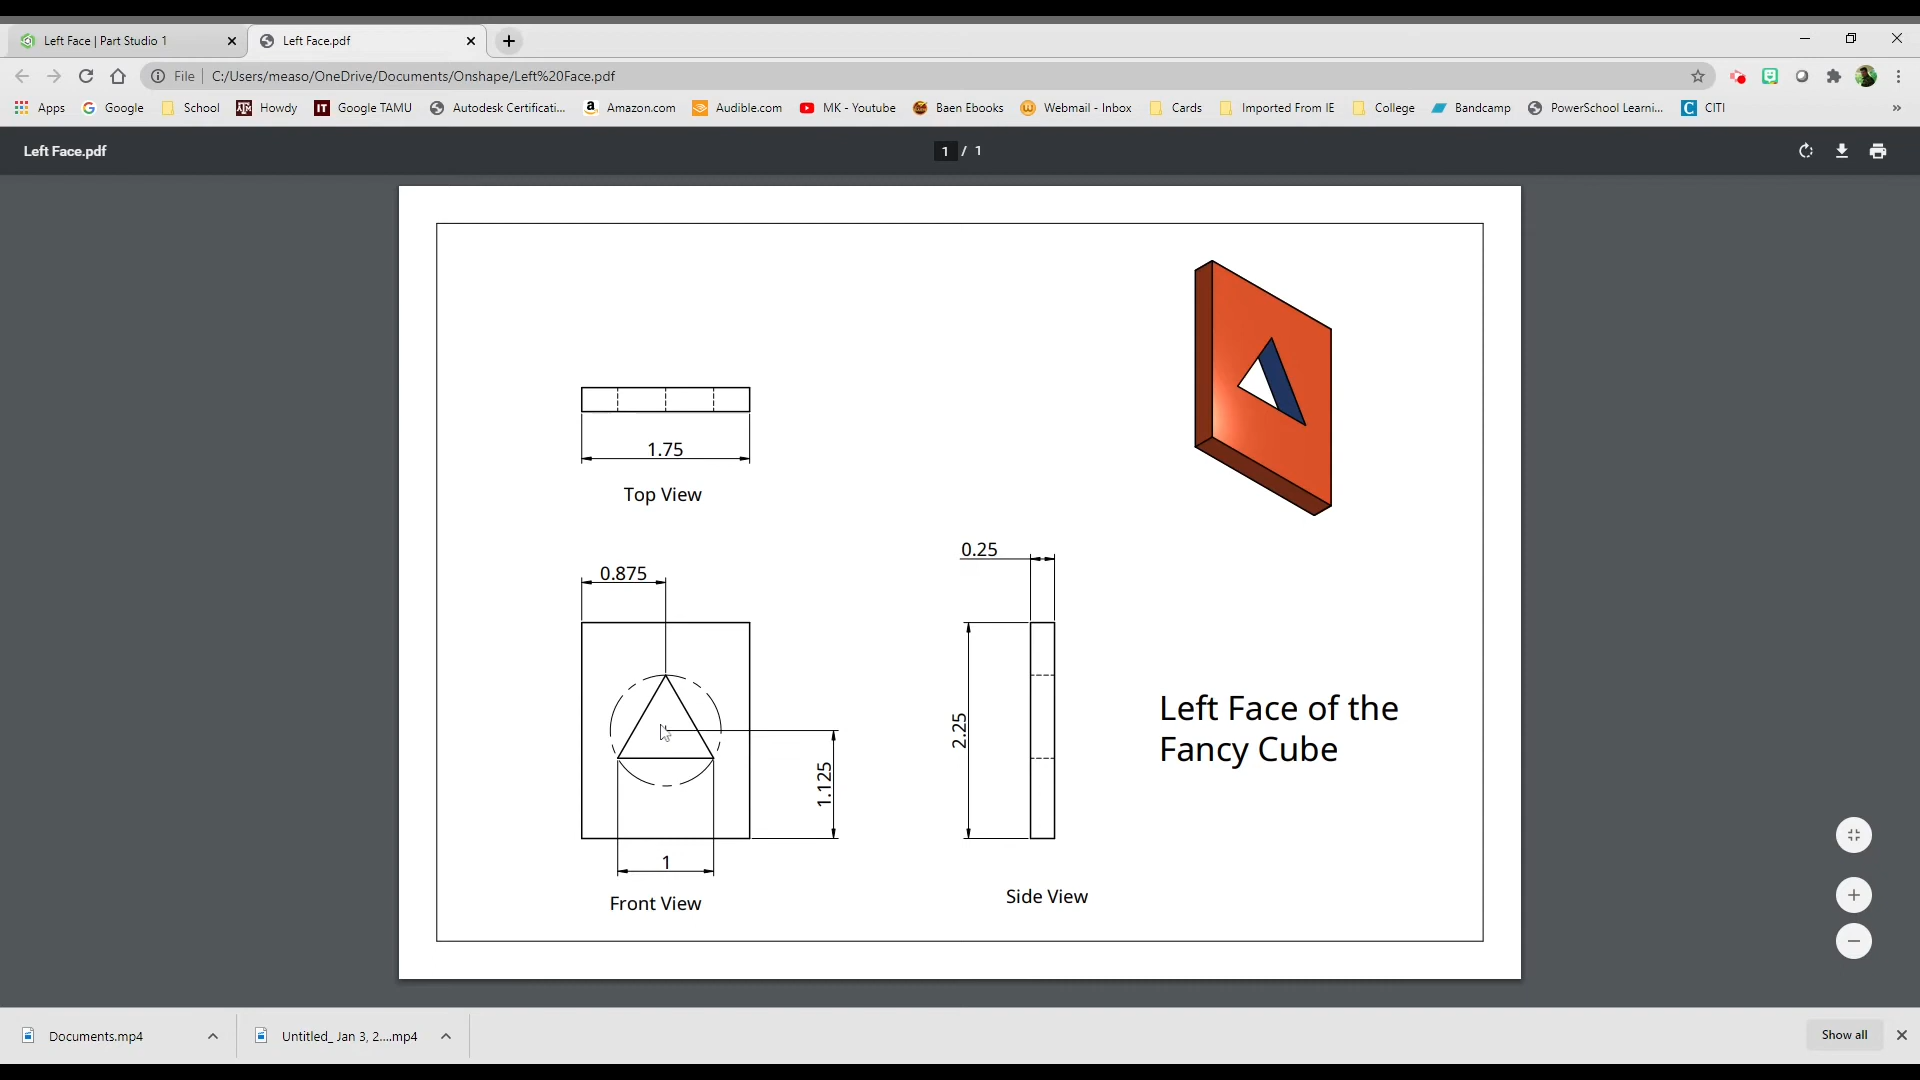 Left Face | Part Studio 1
Left Face.pdf
File
C:/Users/measo/OneDrive/Documents/Onshape/Left%20Face.pdf
Apps
Google
School
Howdy
Google TAMU
Autodesk Certificati...
Amazon.com
Audible.com
MK - Youtube
Baen Ebooks
Webmail - Inbox
Cards
Imported From IE
College
Bandcamp
PowerSchool Learni...
CITI
Left Face.pdf
1 / 1
1.75
Top View
0.875
1.125
1
Front View
0.25
2.25
Side View
Left Face of the
Fancy Cube
Documents.mp4
Untitled_ Jan 3, 2....mp4
Show all